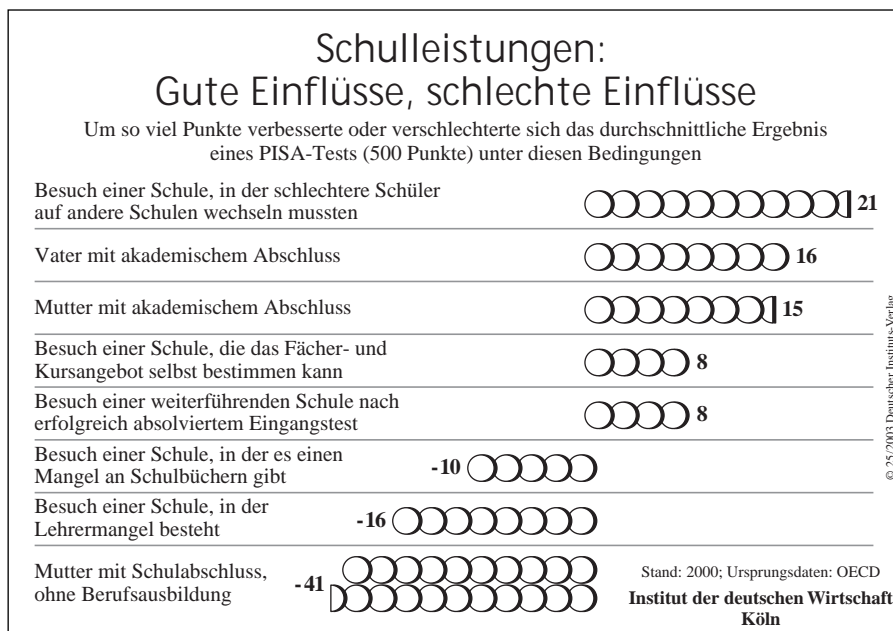 Schulleistungen:
Gute Einflüsse, schlechte Einflüsse
Um so viel Punkte verbesserte oder verschlechterte sich das durchschnittliche Ergebnis
eines PISA-Tests (500 Punkte) unter diesen Bedingungen
Besuch einer Schule, in der schlechtere Schüler
auf andere Schulen wechseln mussten
21
Vater mit akademischem Abschluss
16
Mutter mit akademischem Abschluss
15
Besuch einer Schule, die das Fächer- und
Kursangebot selbst bestimmen kann
8
Besuch einer weiterführenden Schule nach
erfolgreich absolviertem Eingangstest
8
Besuch einer Schule, in der es einen
Mangel an Schulbüchern gibt
-10
Besuch einer Schule, in der
Lehrermangel besteht
-16
Mutter mit Schulabschluss,
ohne Berufsausbildung
-41
Stand: 2000; Ursprungsdaten: OECD
Institut der deutschen Wirtschaft
Köln
© 25/2003 Deutscher Instituts-Verlag